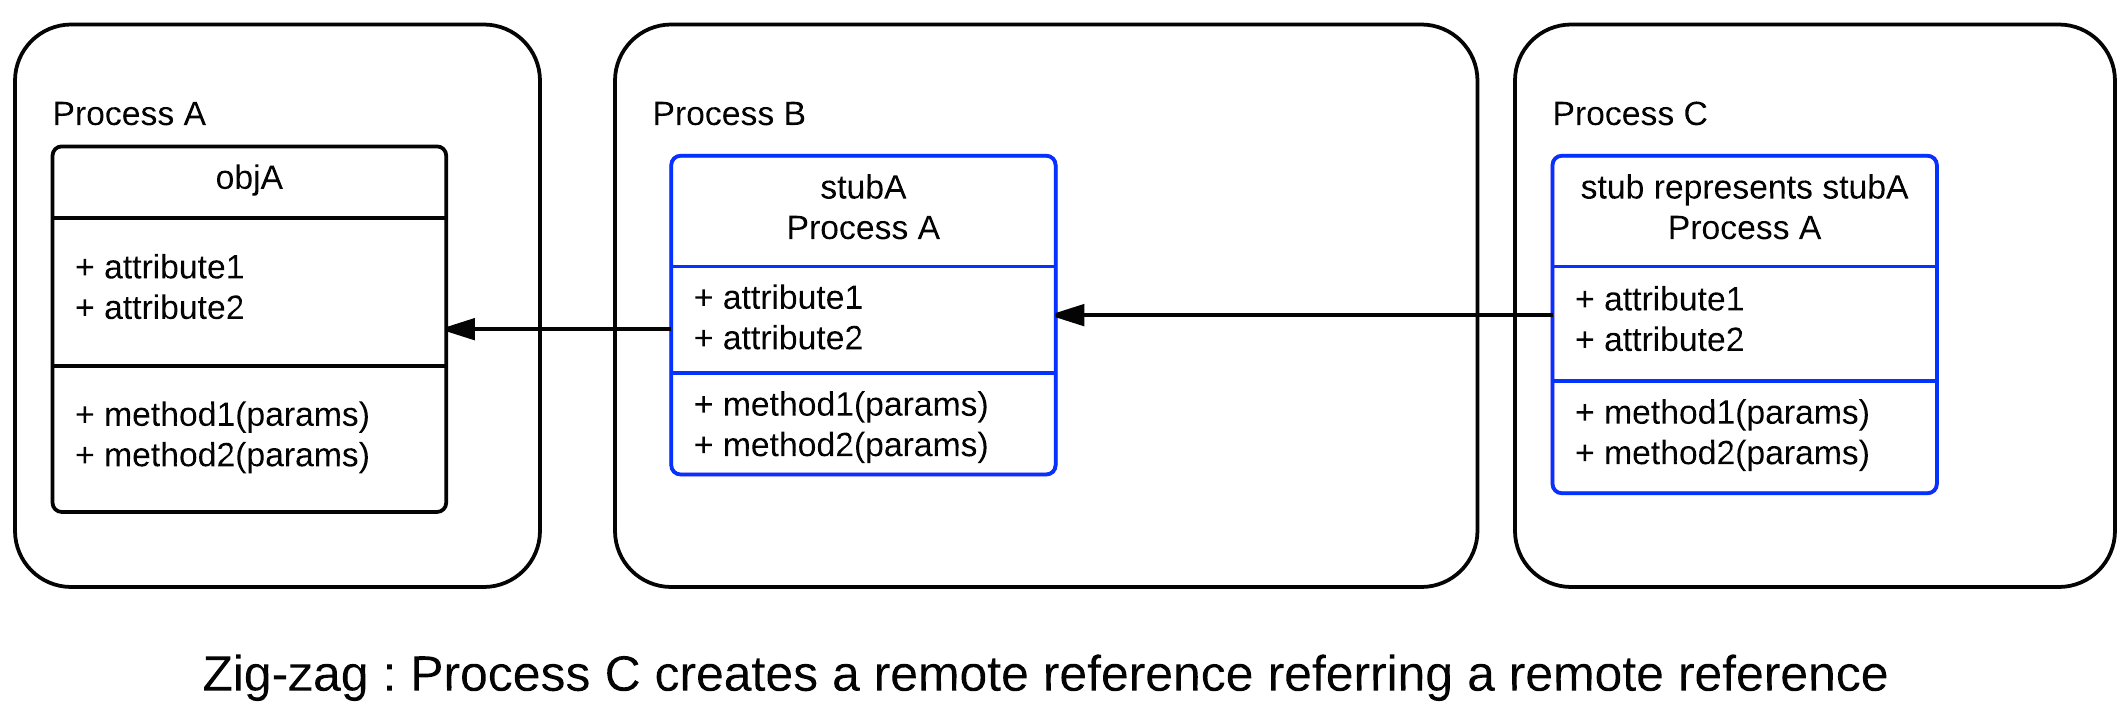 Process A
objA
+ attribute1
+ attribute2
+ method1(params)
+ method2(params)
Process B
stubA
Process A
+ attribute1
+ attribute2
+ method1(params)
+ method2(params)
Process C
stub represents stubA
Process A
+ attribute1
+ attribute2
+ method1(params)
+ method2(params)
Zig-zag : Process C creates a remote reference referring a remote reference